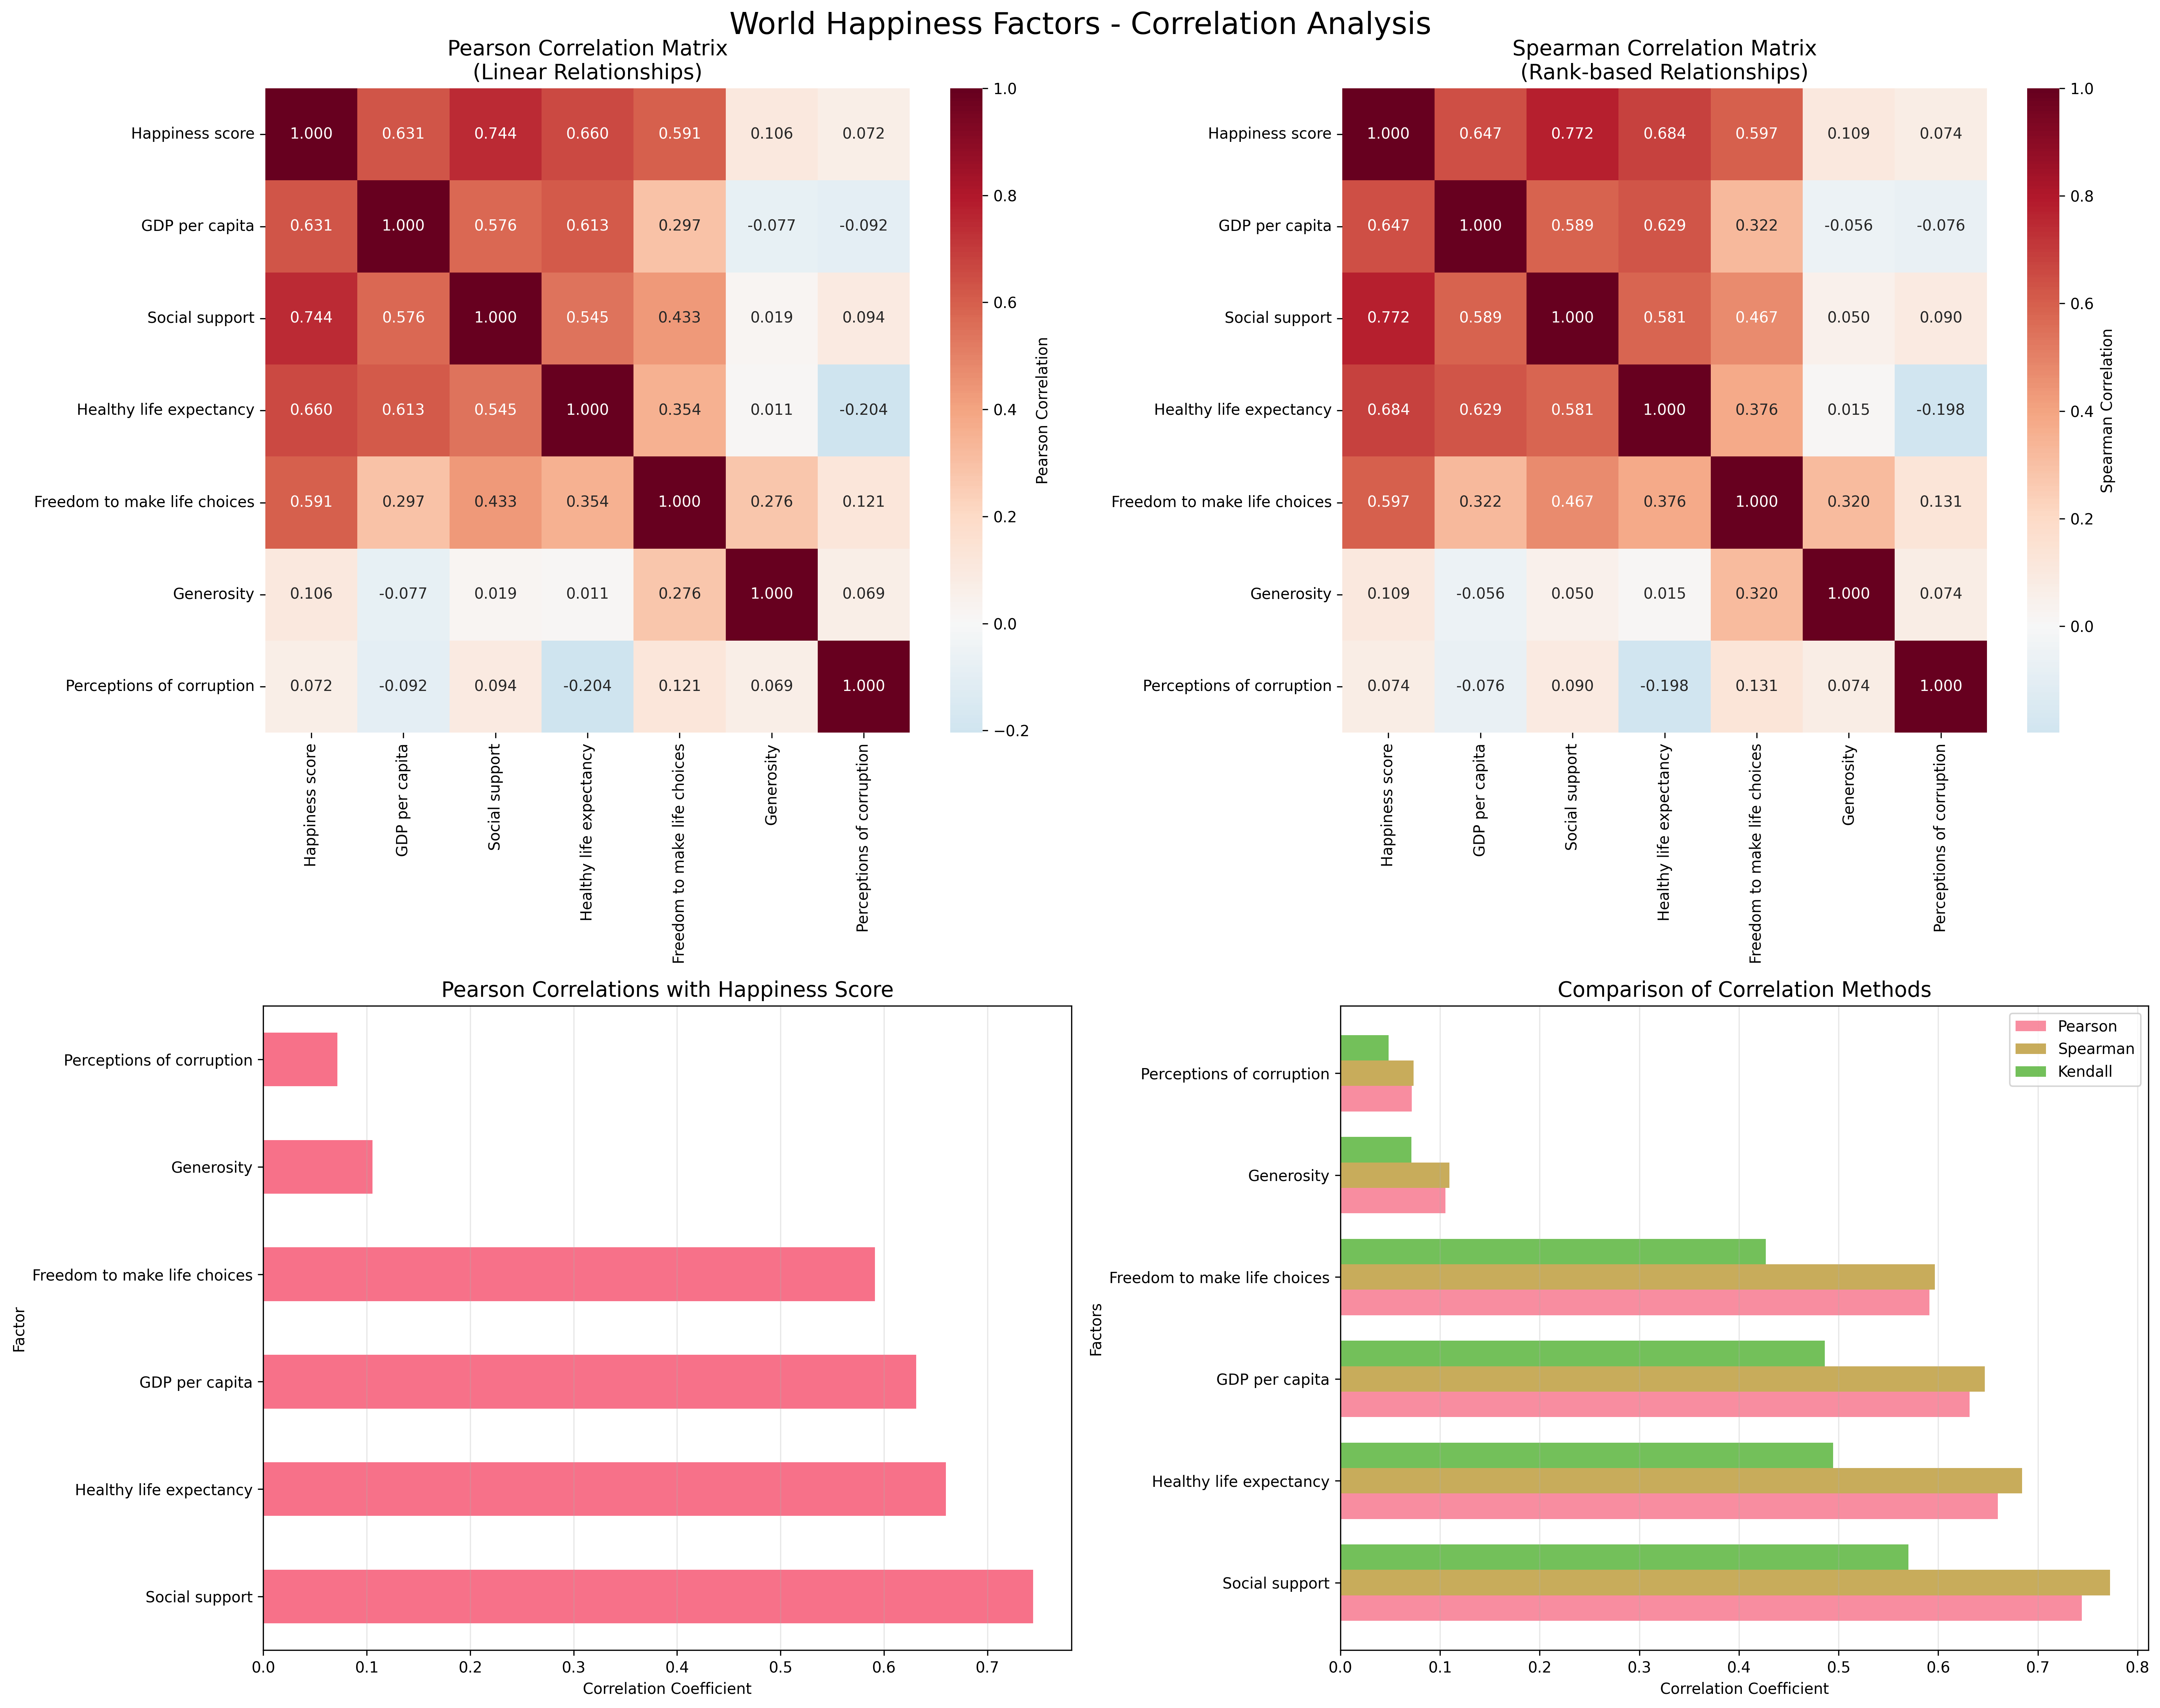 World Happiness Factors - Correlation Analysis
Pearson Correlation Matrix
(Linear Relationships)
Happiness score 1.000 0.631 0.744 0.660 0.591 0.106 0.072
GDP per capita 0.631 1.000 0.576 0.613 0.297 -0.077 -0.092
Social support 0.744 0.576 1.000 0.545 0.433 0.019 0.094
Healthy life expectancy 0.660 0.613 0.545 1.000 0.354 0.011 -0.204
Freedom to make life choices 0.591 0.297 0.433 0.354 1.000 0.276 0.121
Generosity 0.106 -0.077 0.019 0.011 0.276 1.000 0.069
Perceptions of corruption 0.072 -0.092 0.094 -0.204 0.121 0.069 1.000
Happiness score
GDP per capita
Social support
Healthy life expectancy
Freedom to make life choices
Generosity
Perceptions of corruption
1.0
0.8
0.6
0.4
0.2
0.0
−0.2
Pearson Correlation
Spearman Correlation Matrix
(Rank-based Relationships)
Happiness score 1.000 0.647 0.772 0.684 0.597 0.109 0.074
GDP per capita 0.647 1.000 0.589 0.629 0.322 -0.056 -0.076
Social support 0.772 0.589 1.000 0.581 0.467 0.050 0.090
Healthy life expectancy 0.684 0.629 0.581 1.000 0.376 0.015 -0.198
Freedom to make life choices 0.597 0.322 0.467 0.376 1.000 0.320 0.131
Generosity 0.109 -0.056 0.050 0.015 0.320 1.000 0.074
Perceptions of corruption 0.074 -0.076 0.090 -0.198 0.131 0.074 1.000
Happiness score
GDP per capita
Social support
Healthy life expectancy
Freedom to make life choices
Generosity
Perceptions of corruption
1.0
0.8
0.6
0.4
0.2
0.0
Spearman Correlation
Pearson Correlations with Happiness Score
Factor
Perceptions of corruption
Generosity
Freedom to make life choices
GDP per capita
Healthy life expectancy
Social support
0.0 0.1 0.2 0.3 0.4 0.5 0.6 0.7
Correlation Coefficient
Comparison of Correlation Methods
Pearson
Spearman
Kendall
Factors
Perceptions of corruption
Generosity
Freedom to make life choices
GDP per capita
Healthy life expectancy
Social support
0.0 0.1 0.2 0.3 0.4 0.5 0.6 0.7 0.8
Correlation Coefficient